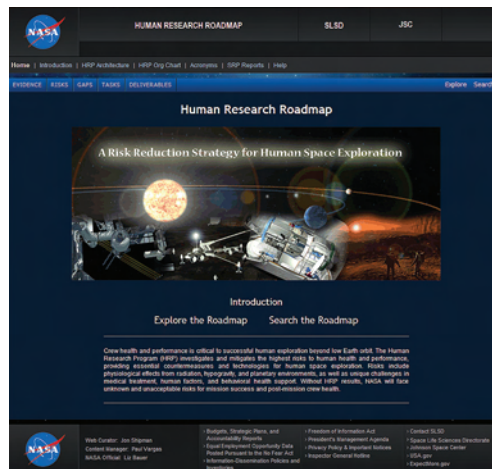 NASA
HUMAN RESEARCH ROADMAP
SLSD
JSC
Home | Introduction | HRP Architecture | HRP Org Chart | Acronyms | SRP Reports | Help
EVIDENCE RISKS GAPS TASKS DELIVERABLES
Explore Search
Human Research Roadmap
A Risk Reduction Strategy for Human Space Exploration
Introduction
Explore the Roadmap Search the Roadmap
Crew health and performance is critical to successful human exploration beyond low Earth orbit. The Human
Research Program (HRP) investigates and mitigates the highest risks to human health and performance,
providing essential countermeasures and technologies for human space exploration. Risks include
physiological effects from radiation, hypogravity, and planetary environments, as well as unique challenges in
medical treatment, human factors, and behavioral health support. Without HRP results, NASA will face
unknown and unacceptable risks for mission success and post-mission crew health.
NASA
Web Curator: Jon Shipman
Content Manager: Paul Vargas
NASA Official: Liz Bauer
Budgets, Strategic Plans, and
Accountability Reports
Equal Employment Opportunity Data
Posted Pursuant to the No Fear Act
Information-Dissemination Policies and
Inventories
Freedom of Information Act
President's Management Agenda
Privacy Policy & Important Notices
Inspector General Hotline
Contact SLSD
Space Life Sciences Directorate
Johnson Space Center
USA.gov
ExpectMore.gov